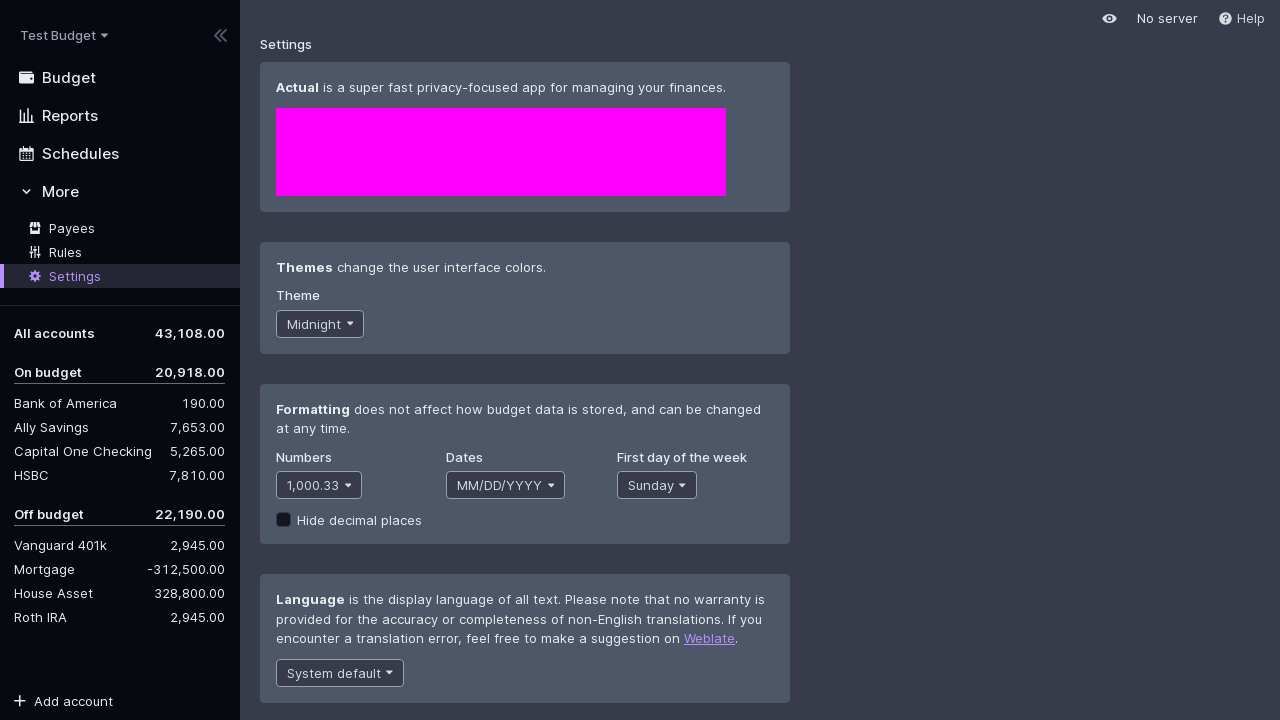 Test Budget
Budget
Reports
Schedules
More
Payees
Rules
Settings
All accounts 43,108.00
On budget 20,918.00
Bank of America 190.00
Ally Savings 7,653.00
Capital One Checking 5,265.00
HSBC 7,810.00
Off budget 22,190.00
Vanguard 401k 2,945.00
Mortgage -312,500.00
House Asset 328,800.00
Roth IRA 2,945.00
Add account
No server Help
Settings
Actual is a super fast privacy-focused app for managing your finances.
Themes change the user interface colors.
Theme
Midnight
Formatting does not affect how budget data is stored, and can be changed
at any time.
Numbers Dates First day of the week
1,000.33 MM/DD/YYYY Sunday
Hide decimal places
Language is the display language of all text. Please note that no warranty is
provided for the accuracy or completeness of non-English translations. If you
encounter a translation error, feel free to make a suggestion on Weblate.
System default